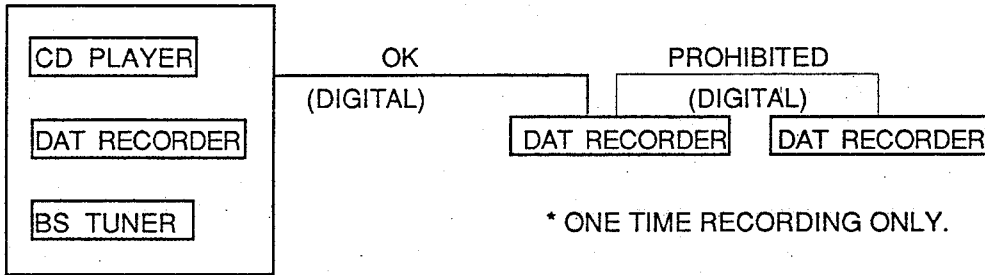 CD PLAYER
DAT RECORDER
BS TUNER
OK
(DIGITAL)
PROHIBITED
(DIGITAL)
DAT RECORDER
DAT RECORDER
* ONE TIME RECORDING ONLY.